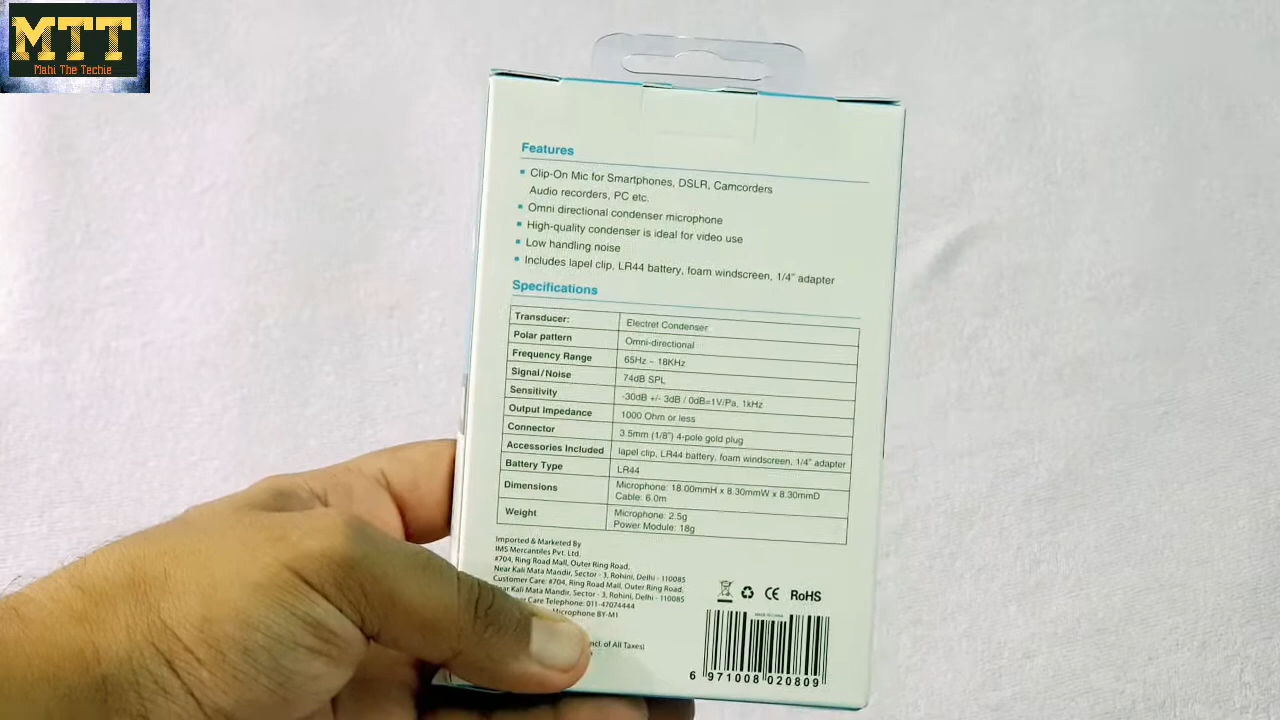 MTT
Mahi The Techie
Features
Clip-On Mic for Smartphones, DSLR, Camcorders
Audio recorders, PC etc.
Omni directional condenser microphone
High-quality condenser is ideal for video use
Low handling noise
Includes lapel clip, LR44 battery, foam windscreen, 1/4" adapter
Specifications
Transducer: Electret Condenser
Polar pattern Omni-directional
Frequency Range 65Hz ~ 18KHz
Signal/Noise 74dB SPL
Sensitivity -30dB +/- 3dB / 0dB=1V/Pa, 1kHz
Output Impedance 1000 Ohm or less
Connector 3.5mm (1/8") 4-pole gold plug
Accessories Included lapel clip, LR44 battery, foam windscreen, 1/4" adapter
Battery Type LR44
Dimensions Microphone: 18.00mmH x 8.30mmW x 8.30mmD
Cable: 6.0m
Weight Microphone: 2.5g
Power Module: 18g
Imported & Marketed By
IMS Mercantiles Pvt. Ltd.
#704, Ring Road Mall, Outer Ring Road,
Near Kali Mata Mandir, Sector - 3, Rohini, Delhi - 110085
Customer Care: #704, Ring Road Mall, Outer Ring Road,
Near Kali Mata Mandir, Sector - 3, Rohini, Delhi - 110085
Care Telephone: 011-47074444
Microphone BY-M1
of All Taxes)
CE RoHS
MADE IN CHINA
6 971008 020809